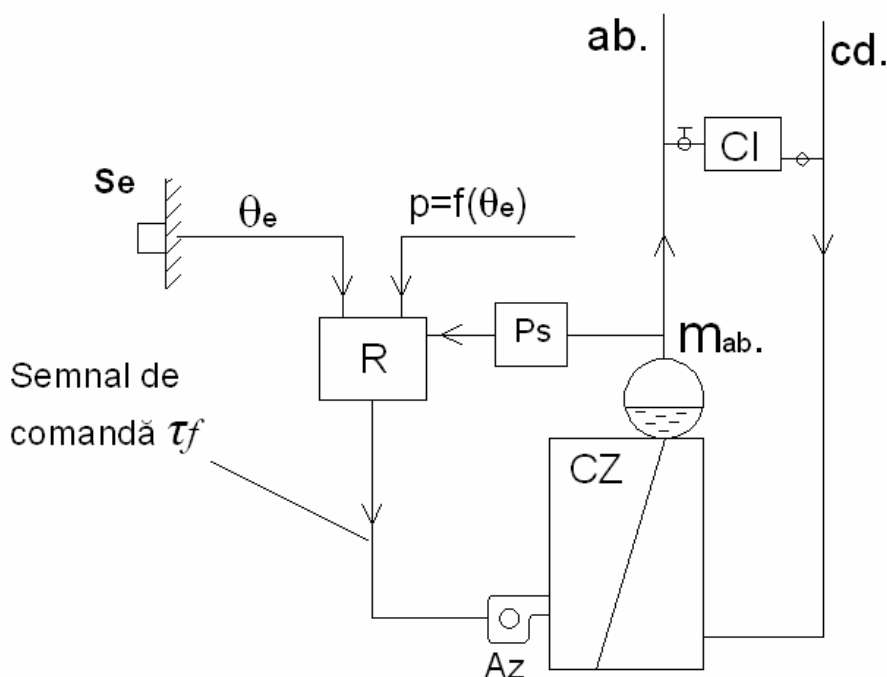 ab.
cd.
CI
Se
θe
p=f(θe)
Ps
R
mab.
Semnal de
comandă τf
CZ
Az